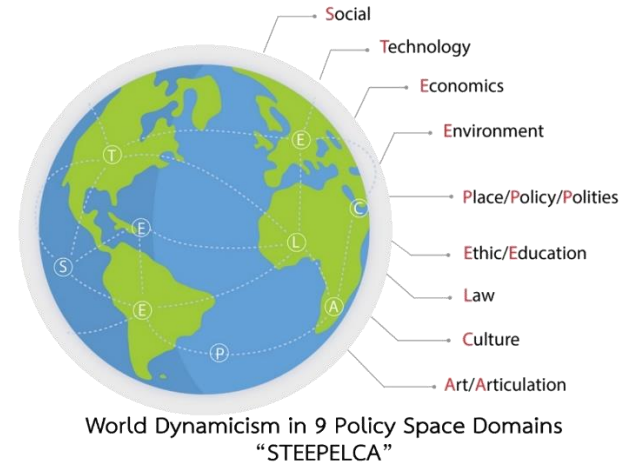 Social
Technology
Economics
Environment
Place/Policy/Polities
Ethic/Education
Law
Culture
Art/Articulation
T
E
C
E
L
S
E
A
P
World Dynamicism in 9 Policy Space Domains
“STEEPELCA”